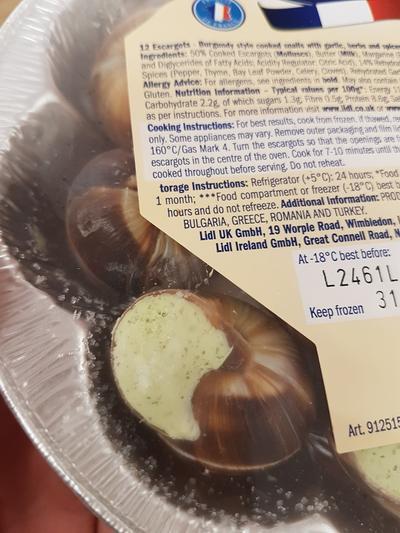 12 Escargots - Burgundy style cooked snails with garlic, herbs and spices
Ingredients: 50% Cooked Escargots (Molluscs), Butter (Milk), Margarine
and Diglycerides of Fatty Acids, Acidity Regulator: Citric Acid), 14%
Spices (Pepper, Thyme, Bay Leaf Powder, Celery, Cloves), Rehydrated
Allergy Advice: For allergens, see ingredients in bold. May also contain
Gluten. Nutrition Information - Typical values per 100g*: Energy
Carbohydrate 2.2g, of which sugars 1.3g, Fibre 0.5g, Protein
as per instructions. For more information visit www.lidl.co.uk or
Cooking Instructions: For best results, cook from frozen. If thawed,
only. Some appliances may vary. Remove outer packaging and film
160°C/Gas Mark 4. Turn the escargots so that the openings are
escargots in the centre of the oven. Cook for 7-10 minutes until
cooked throughout before serving. Do not reheat.
torage Instructions: Refrigerator (+5°C): 24 hours; *Food
1 month; ***Food compartment or freezer (-18°C) best
hours and do not refreeze. Additional Information: PROD
BULGARIA, GREECE, ROMANIA AND TURKEY.
Lidl UK GmbH, 19 Worple Road, Wimbledon,
Lidl Ireland GmbH, Great Connell Road,
At -18°C best before:
L2461L
Keep frozen 31
Art. 912515